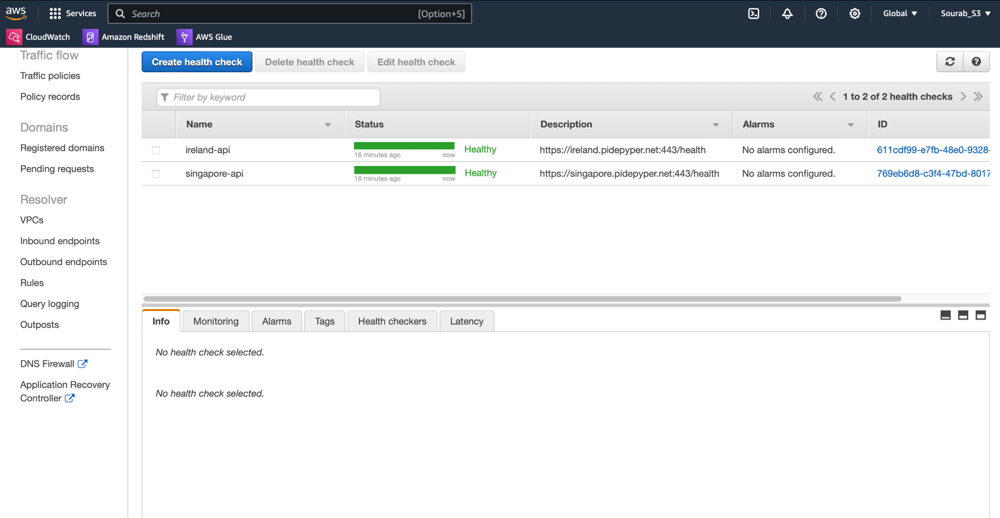 aws
Services
Search
[Option+S]
Global
Sourab_S3
CloudWatch
Amazon Redshift
AWS Glue
Traffic flow
Traffic policies
Policy records
Domains
Registered domains
Pending requests
Resolver
VPCs
Inbound endpoints
Outbound endpoints
Rules
Query logging
Outposts
DNS Firewall
Application Recovery
Controller
Create health check
Delete health check
Edit health check
Filter by keyword
1 to 2 of 2 health checks
Name
Status
Description
Alarms
ID
ireland-api
16 minutes ago
now
Healthy
https://ireland.pidepyper.net:443/health
No alarms configured.
611cdf99-e7fb-48e0-9328-
singapore-api
16 minutes ago
now
Healthy
https://singapore.pidepyper.net:443/health
No alarms configured.
769eb6d8-c3f4-47bd-8017
Info
Monitoring
Alarms
Tags
Health checkers
Latency
No health check selected.
No health check selected.